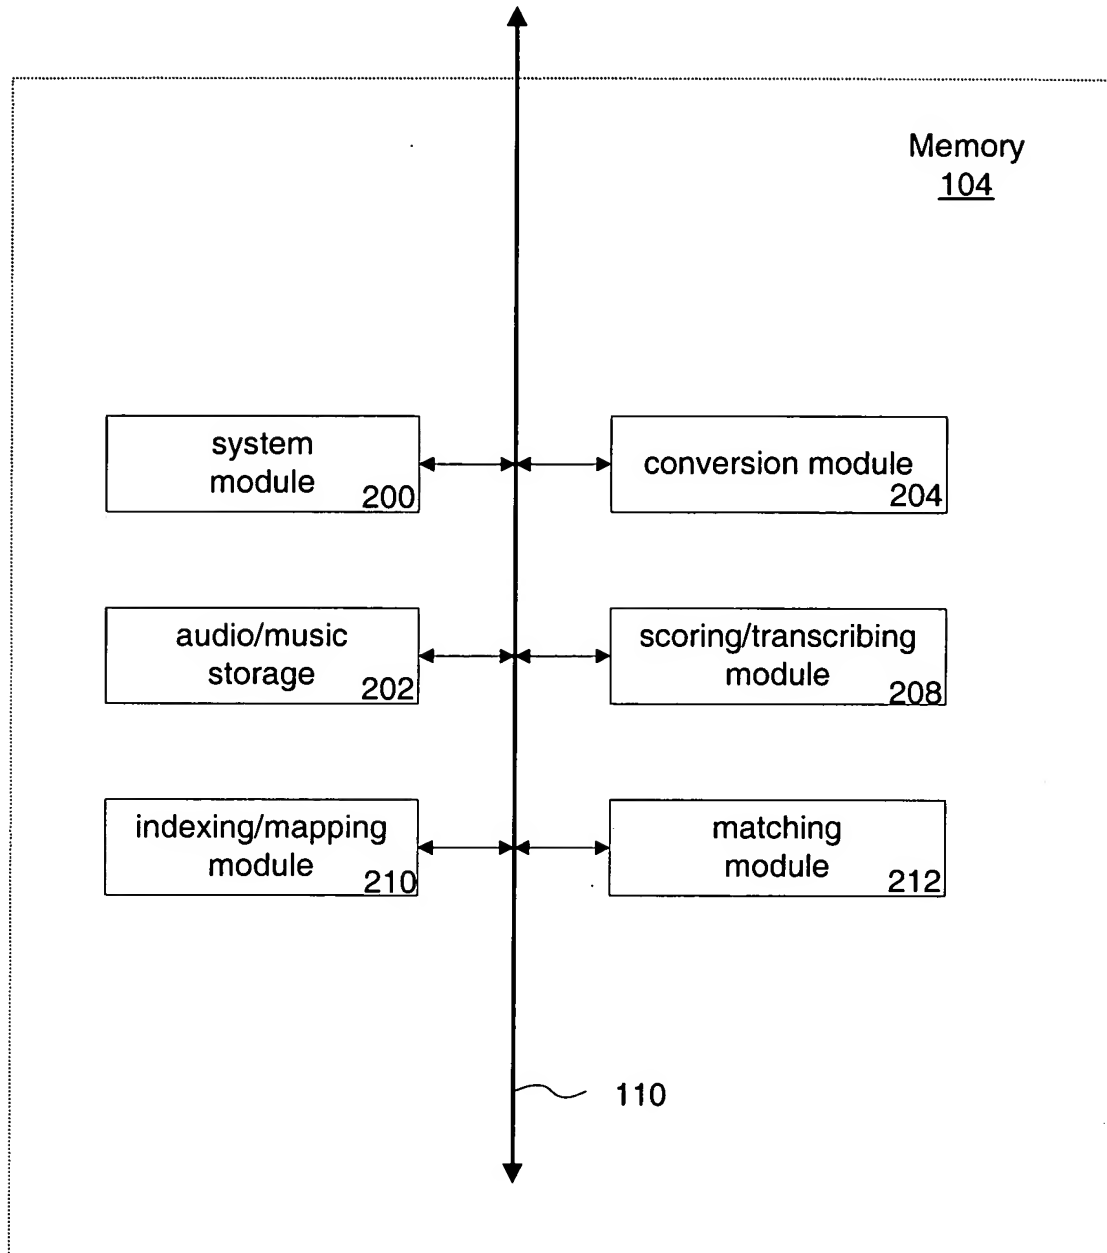 Memory
104
system
module
200
conversion module
204
audio/music
storage
202
scoring/transcribing
module
208
indexing/mapping
module
210
matching
module
212
110